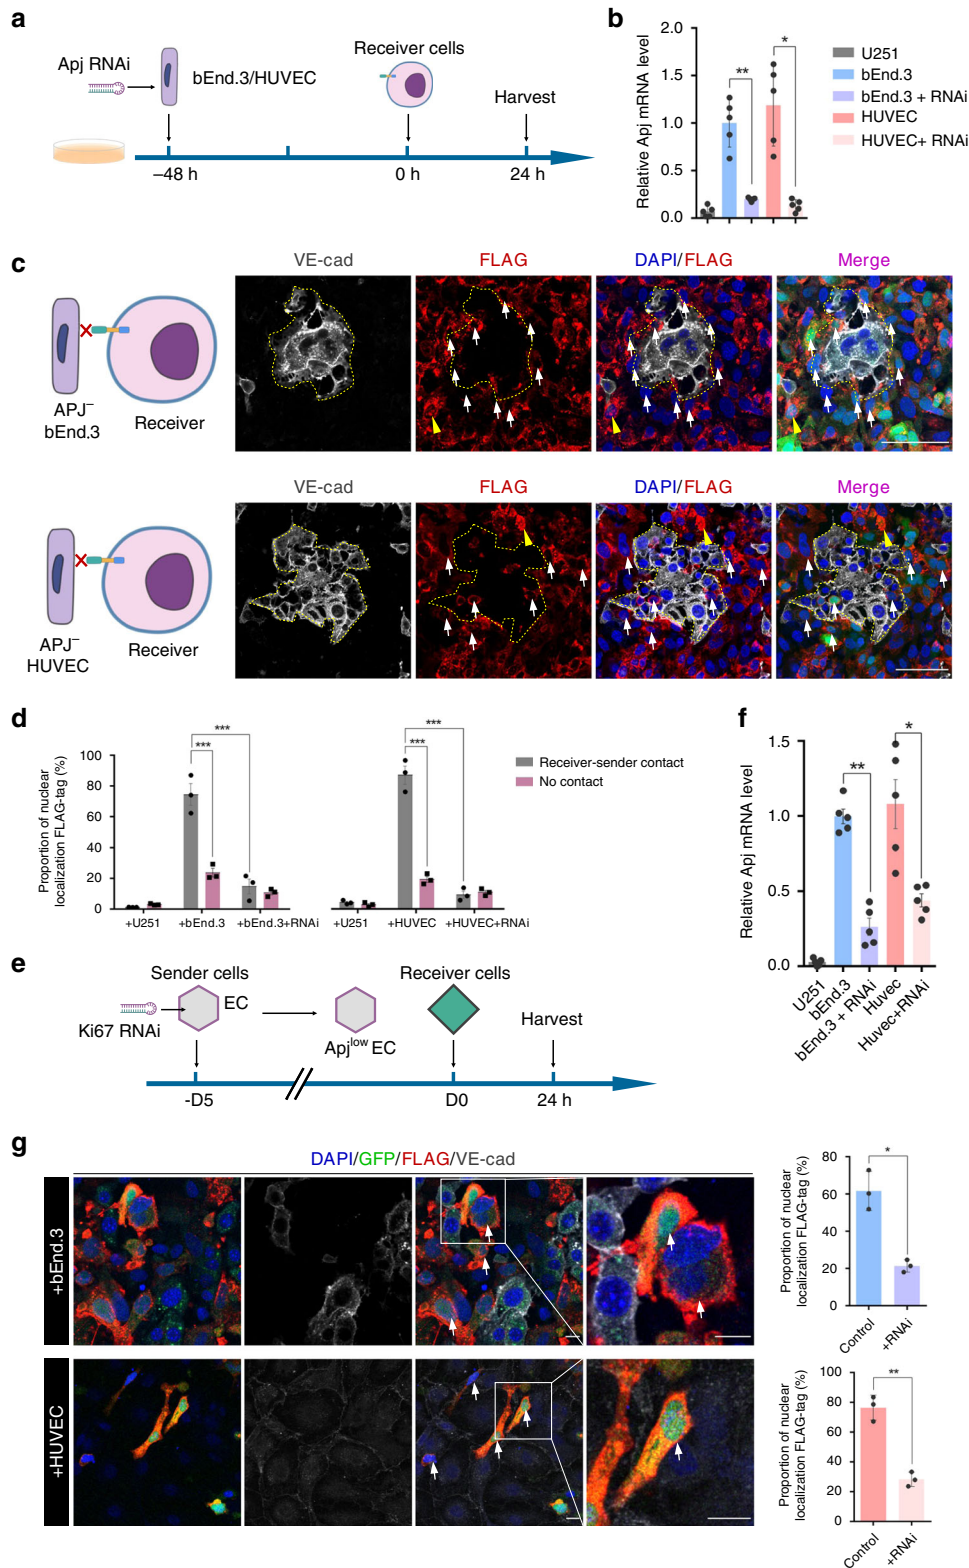 a
Apj RNAi
bEnd.3/HUVEC
Receiver cells
Harvest
–48 h
0 h
24 h
b
Relative Apj mRNA level
2.0
1.5
1.0
0.5
0.0
**
*
U251
bEnd.3
bEnd.3 + RNAi
HUVEC
HUVEC+ RNAi
c
VE-cad
FLAG
DAPI/FLAG
Merge
APJ–
bEnd.3
Receiver
VE-cad
FLAG
DAPI/FLAG
Merge
APJ–
HUVEC
Receiver
d
Proportion of nuclear
localization FLAG-tag (%)
100
80
60
40
20
0
***
***
***
***
+U251
+bEnd.3
+bEnd.3+RNAi
+U251
+HUVEC
+HUVEC+RNAi
Receiver-sender contact
No contact
e
Sender cells
Receiver cells
Ki67 RNAi
EC
Apjlow EC
Harvest
-D5
D0
24 h
f
Relative Apj mRNA level
1.5
1.0
0.5
0.0
**
*
U251
bEnd.3
bEnd.3 + RNAi
Huvec
Huvec+RNAi
g
DAPI/GFP/FLAG/VE-cad
+bEnd.3
+HUVEC
Proportion of nuclear
localization FLAG-tag (%)
80
60
40
20
0
*
Control
+RNAi
Proportion of nuclear
localization FLAG-tag (%)
100
80
60
40
20
0
**
Control
+RNAi